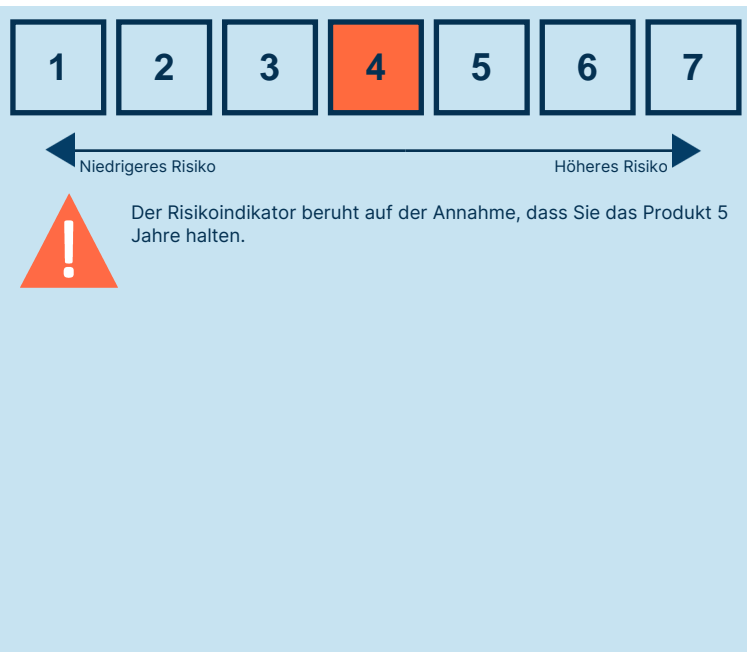 1 2 3 4 5 6 7
Niedrigeres Risiko Höheres Risiko
!
Der Risikoindikator beruht auf der Annahme, dass Sie das Produkt 5
Jahre halten.